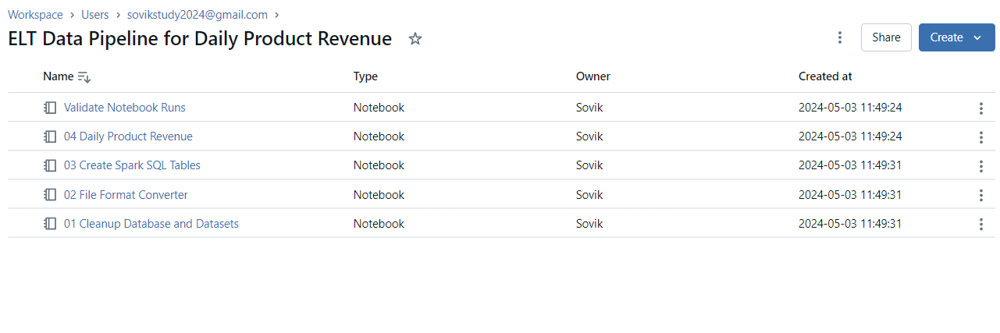 Workspace > Users > sovikstudy2024@gmail.com >
ELT Data Pipeline for Daily Product Revenue
Share
Create
Name Type Owner Created at
Validate Notebook Runs Notebook Sovik 2024-05-03 11:49:24
04 Daily Product Revenue Notebook Sovik 2024-05-03 11:49:24
03 Create Spark SQL Tables Notebook Sovik 2024-05-03 11:49:31
02 File Format Converter Notebook Sovik 2024-05-03 11:49:31
01 Cleanup Database and Datasets Notebook Sovik 2024-05-03 11:49:31